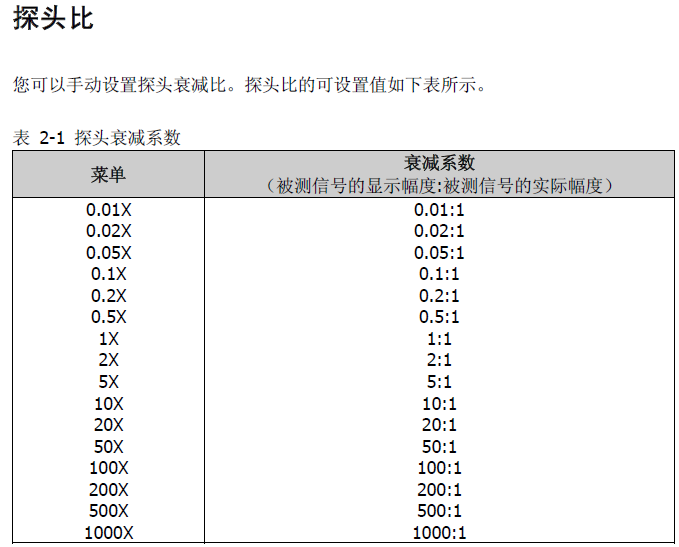 探头比
您可以手动设置探头衰减比。探头比的可设置值如下表所示。
表 2-1 探头衰减系数
菜单 衰减系数
（被测信号的显示幅度:被测信号的实际幅度）
0.01X 0.01:1
0.02X 0.02:1
0.05X 0.05:1
0.1X 0.1:1
0.2X 0.2:1
0.5X 0.5:1
1X 1:1
2X 2:1
5X 5:1
10X 10:1
20X 20:1
50X 50:1
100X 100:1
200X 200:1
500X 500:1
1000X 1000:1